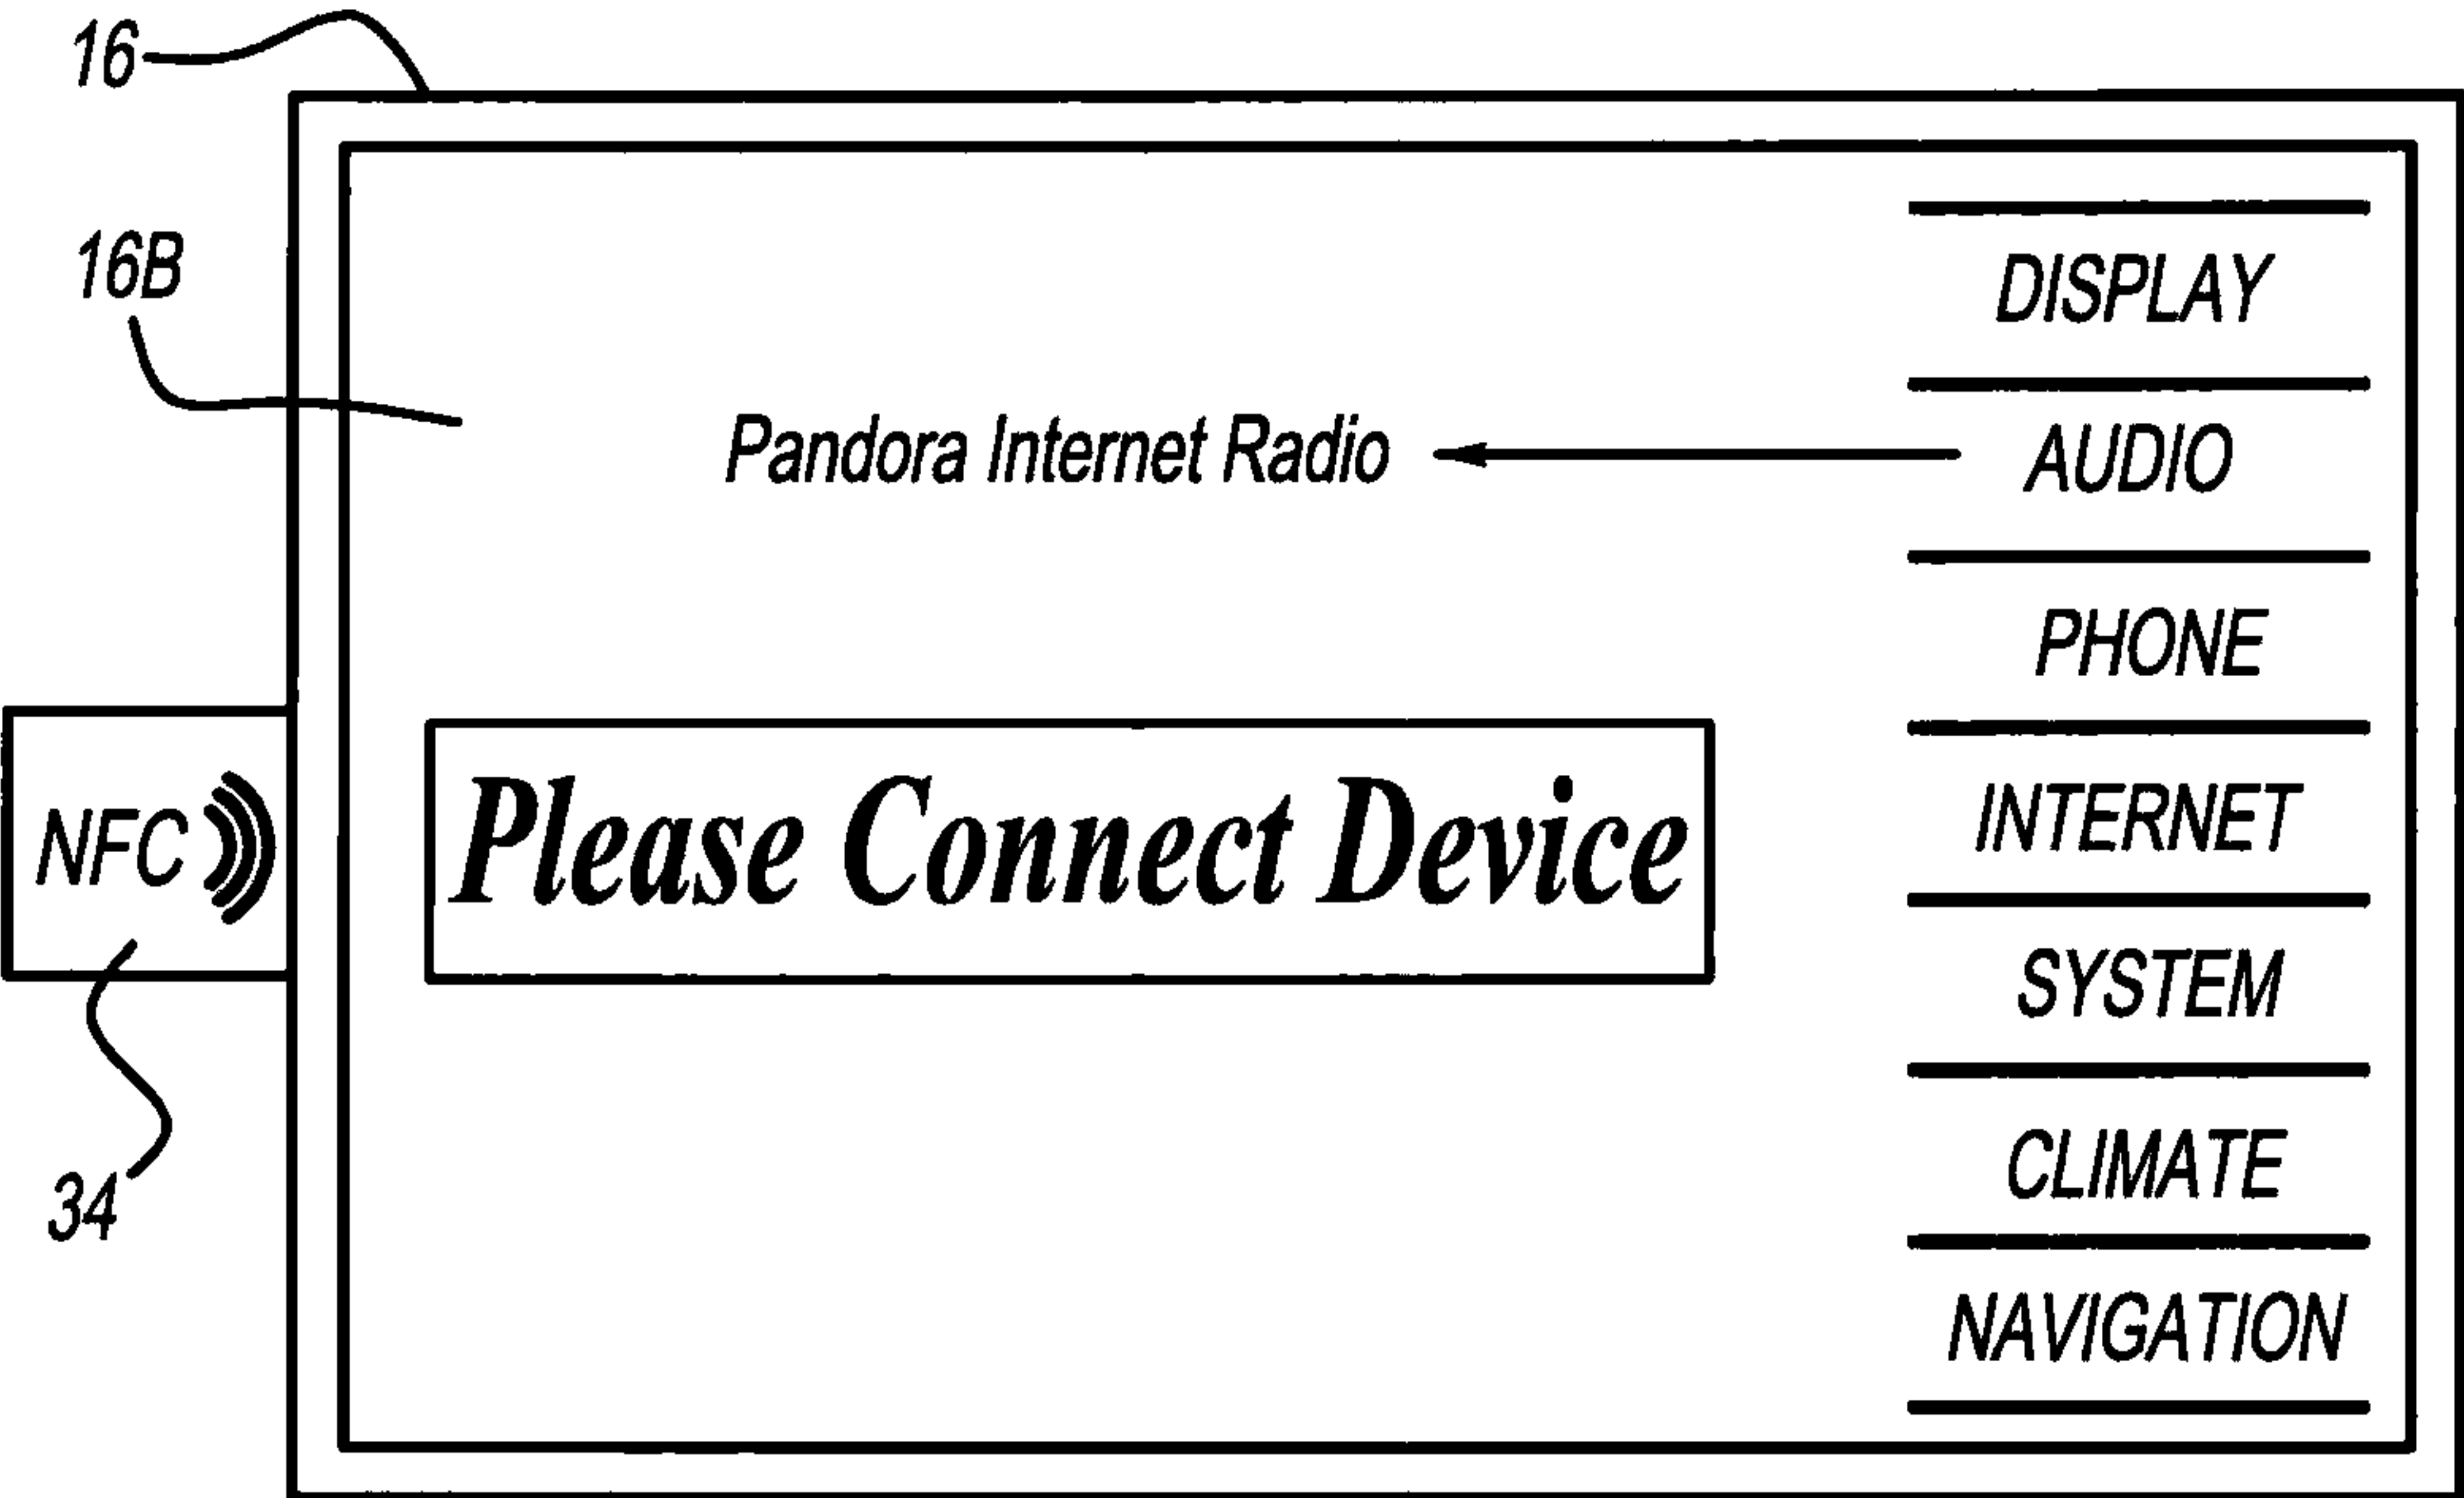 16
16B
DISPLAY
Pandora Internet Radio
AUDIO
PHONE
NFC
Please Connect Device
INTERNET
SYSTEM
CLIMATE
34
NAVIGATION